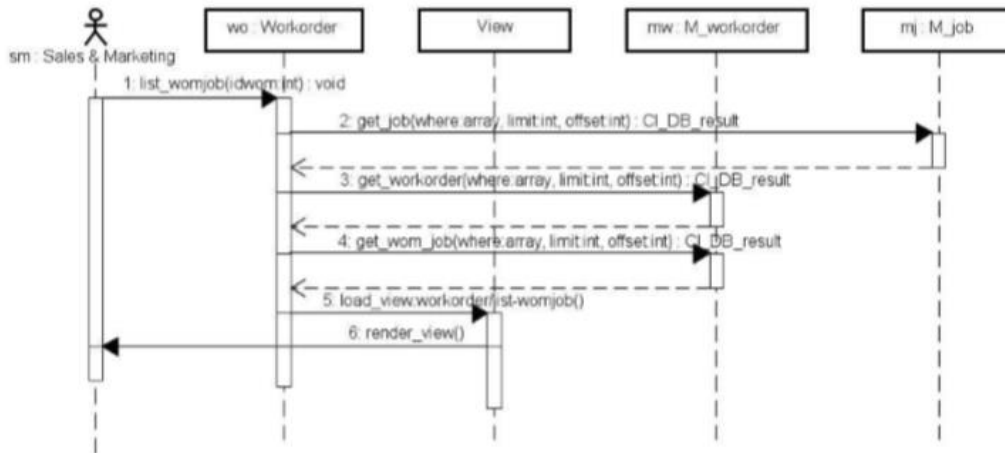 wo : Workorder
View
mw : M_workorder
mj : M_job
sm : Sales & Marketing
1: list_womjob(idwom:int) : void
2: get_job(where:array, limit:int, offset:int) : CI_DB_result
3: get_workorder(where:array, limit:int, offset:int) : CI_DB_result
4: get_wom_job(where:array, limit:int, offset:int) : CI_DB_result
5: load_view:workorder/list-womjob()
6: render_view()